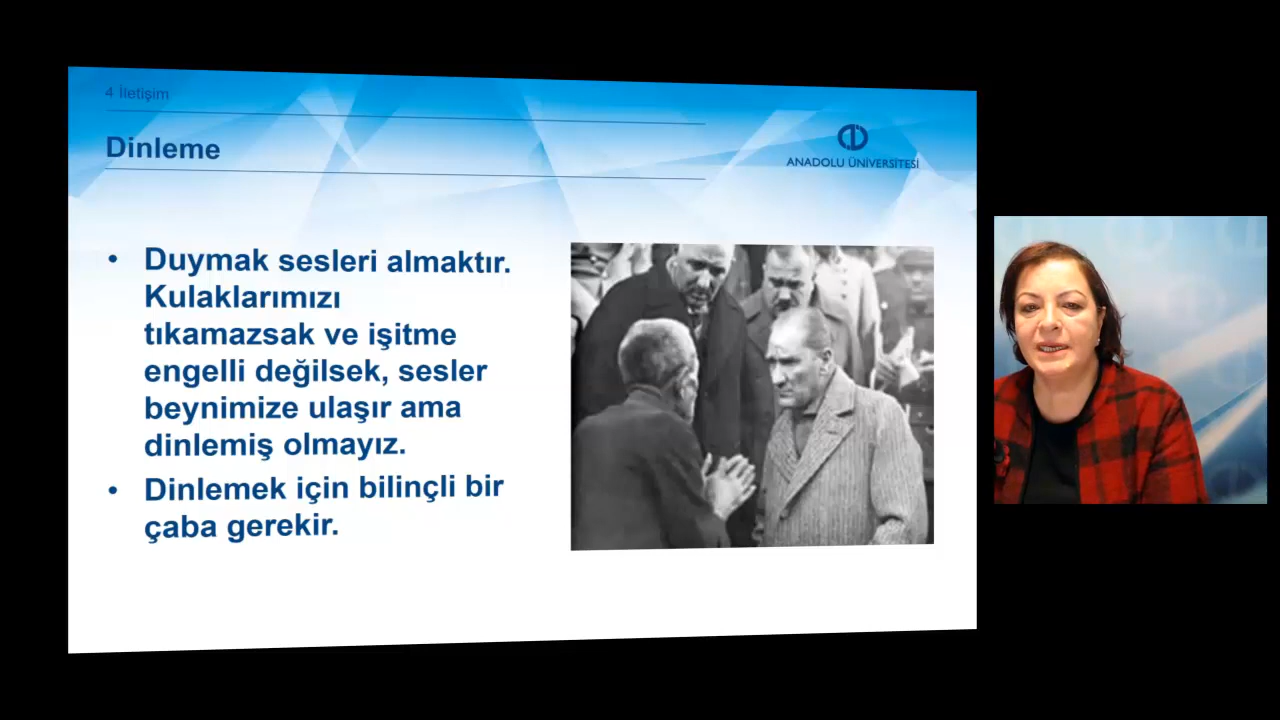 4 İletişim
Dinleme
ANADOLU ÜNİVERSİTESİ
• Duymak sesleri almaktır.
Kulaklarımızı
tıkamazsak ve işitme
engelli değilsek, sesler
beynimize ulaşır ama
dinlemiş olmayız.
• Dinlemek için bilinçli bir
çaba gerekir.